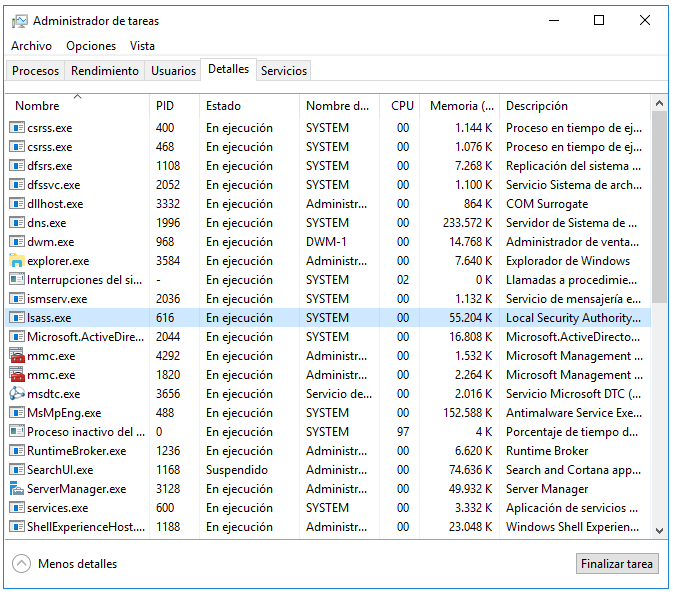 Administrador de tareas
Archivo Opciones Vista
Procesos Rendimiento Usuarios Detalles Servicios
Nombre PID Estado Nombre d... CPU Memoria (... Descripción
csrss.exe 400 En ejecución SYSTEM 00 1.144 K Proceso en tiempo de ej...
csrss.exe 468 En ejecución SYSTEM 00 1.076 K Proceso en tiempo de ej...
dfsrs.exe 1108 En ejecución SYSTEM 00 7.268 K Replicación del sistema ...
dfssvc.exe 2052 En ejecución SYSTEM 00 1.100 K Servicio Sistema de arch...
dllhost.exe 3332 En ejecución Administr... 00 864 K COM Surrogate
dns.exe 1996 En ejecución SYSTEM 00 233.572 K Servidor de Sistema de ...
dwm.exe 968 En ejecución DWM-1 00 14.768 K Administrador de venta...
explorer.exe 3584 En ejecución Administr... 00 7.640 K Explorador de Windows
Interrupciones del si... - En ejecución SYSTEM 02 0 K Llamadas a procedimie...
ismserv.exe 2036 En ejecución SYSTEM 00 1.132 K Servicio de mensajería e...
lsass.exe 616 En ejecución SYSTEM 00 55.204 K Local Security Authority...
Microsoft.ActiveDire... 2044 En ejecución SYSTEM 00 16.808 K Microsoft.ActiveDirecto...
mmc.exe 4292 En ejecución Administr... 00 1.532 K Microsoft Management ...
mmc.exe 1820 En ejecución Administr... 00 2.264 K Microsoft Management ...
msdtc.exe 3656 En ejecución Servicio de... 00 2.016 K Servicio Microsoft DTC (...
MsMpEng.exe 488 En ejecución SYSTEM 00 152.588 K Antimalware Service Exe...
Proceso inactivo del ... 0 En ejecución SYSTEM 97 4 K Porcentaje de tiempo d...
RuntimeBroker.exe 1236 En ejecución Administr... 00 6.620 K Runtime Broker
SearchUI.exe 1168 Suspendido Administr... 00 74.636 K Search and Cortana app...
ServerManager.exe 3128 En ejecución Administr... 00 49.932 K Server Manager
services.exe 600 En ejecución SYSTEM 00 3.332 K Aplicación de servicios ...
ShellExperienceHost.... 1188 En ejecución Administr... 00 23.048 K Windows Shell Experien...
Menos detalles Finalizar tarea